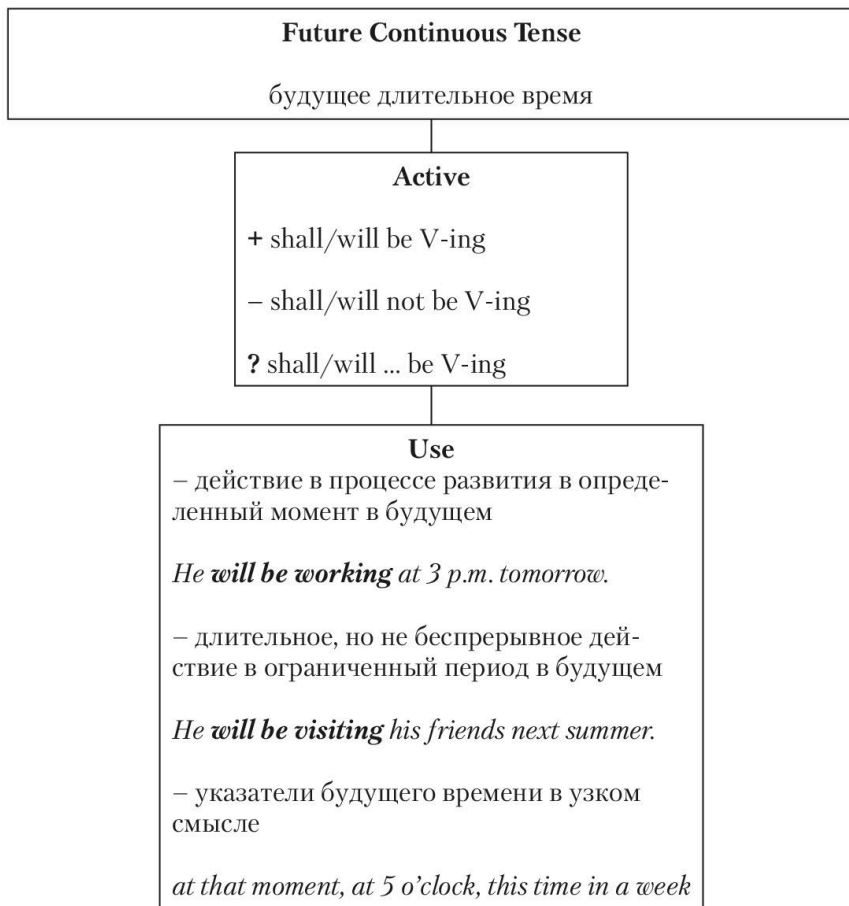 Future Continuous Tense
будущее длительное время
Active
+ shall/will be V-ing
– shall/will not be V-ing
? shall/will ... be V-ing
Use
– действие в процессе развития в опреде-
ленный момент в будущем
He will be working at 3 p.m. tomorrow.
– длительное, но не беспрерывное дей-
ствие в ограниченный период в будущем
He will be visiting his friends next summer.
– указатели будущего времени в узком
смысле
at that moment, at 5 o’clock, this time in a week